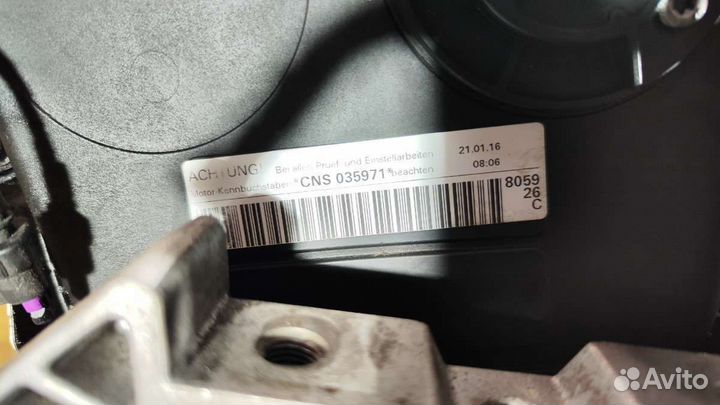 ACHTUNG! Bei allen Pruef- und Einstellarbeiten
21.01.16
Motor-Kennbuchstaben *CNS 035971* beachten
08:06
8059
26
C
Avito